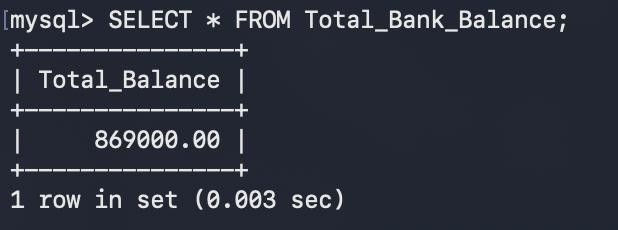 [mysql> SELECT * FROM Total_Bank_Balance;
+---------------+
| Total_Balance |
+---------------+
|     869000.00 |
+---------------+
1 row in set (0.003 sec)